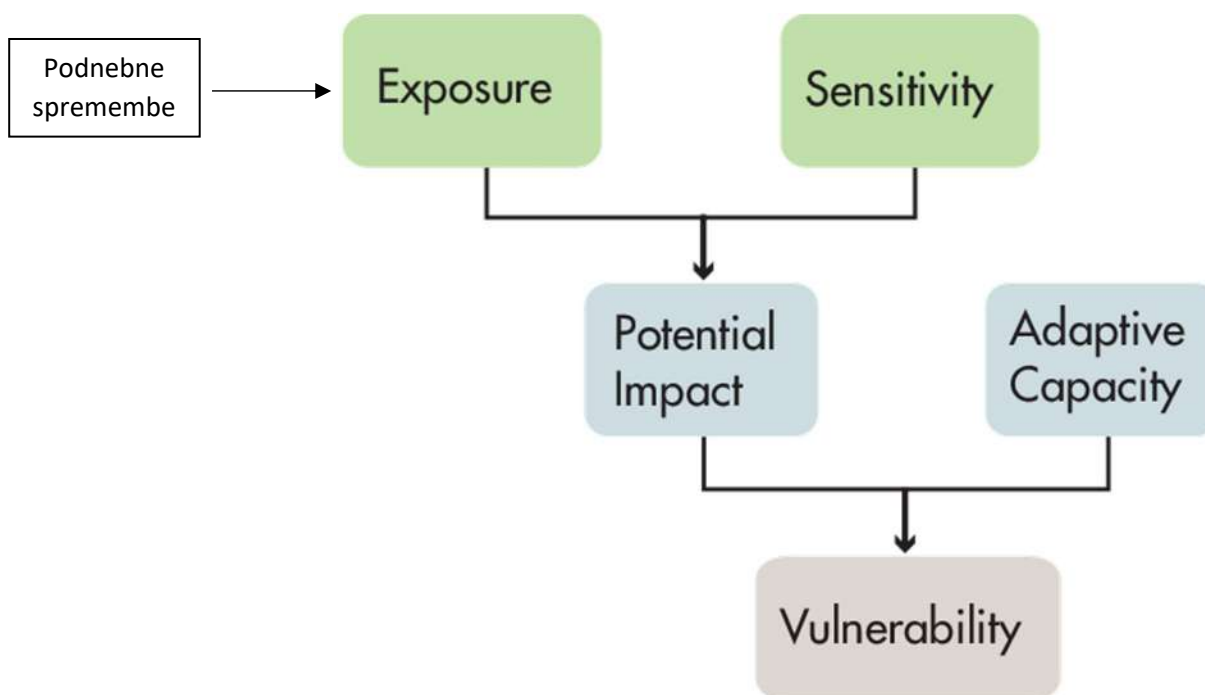 Podnebne
spremembe
Exposure
Sensitivity
Potential
Impact
Adaptive
Capacity
Vulnerability